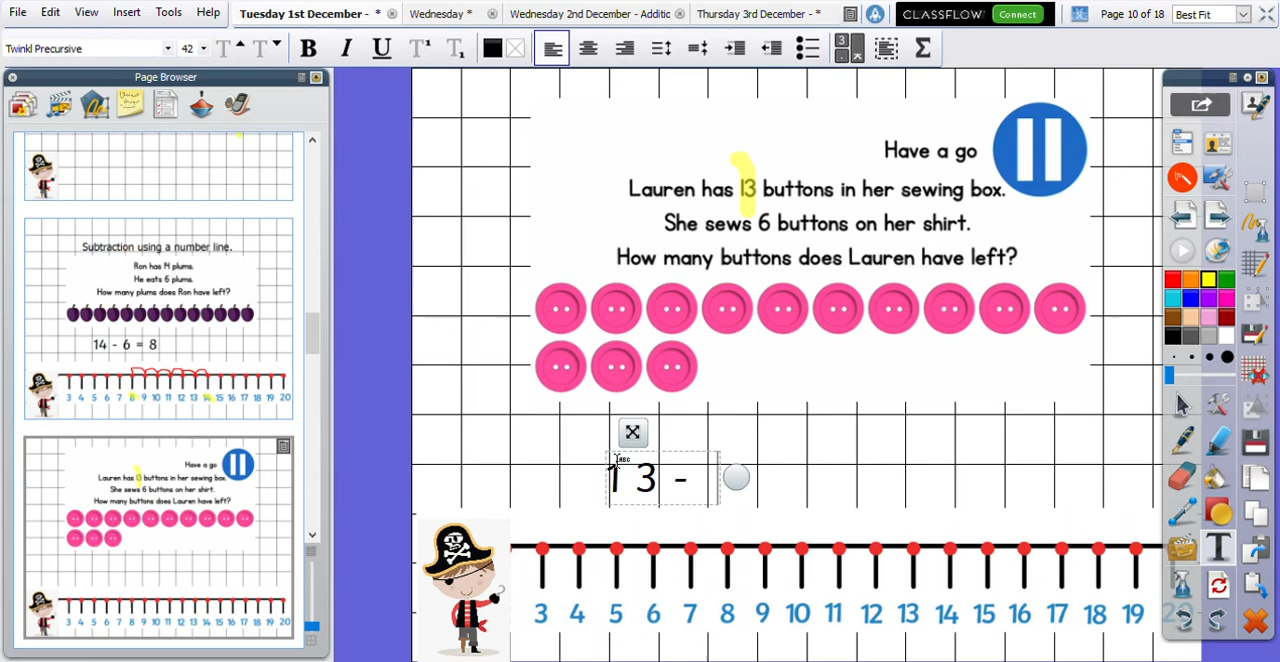 File Edit View Insert Tools Help
Tuesday 1st December - *
Wednesday *
Wednesday 2nd December - Additic
Thursday 3rd December - *
CLASSFLOW Connect
Page 10 of 18
Best Fit
Twinkl Precursive 42
Page Browser
Subtraction using a number line.
Ron has 14 plums.
He eats 6 plums.
How many plums does Ron have left?
14 - 6 = 8
3 4 5 6 7 8 9 10 11 12 13 14 15 16 17 18 19 20
Have a go
Lauren has 13 buttons in her sewing box.
She sews 6 buttons on her shirt.
How many buttons does Lauren have left?
3 4 5 6 7 8 9 10 11 12 13 14 15 16 17 18 19 20
Have a go
Lauren has 13 buttons in her sewing box.
She sews 6 buttons on her shirt.
How many buttons does Lauren have left?
13 -
3 4 5 6 7 8 9 10 11 12 13 14 15 16 17 18 19 20